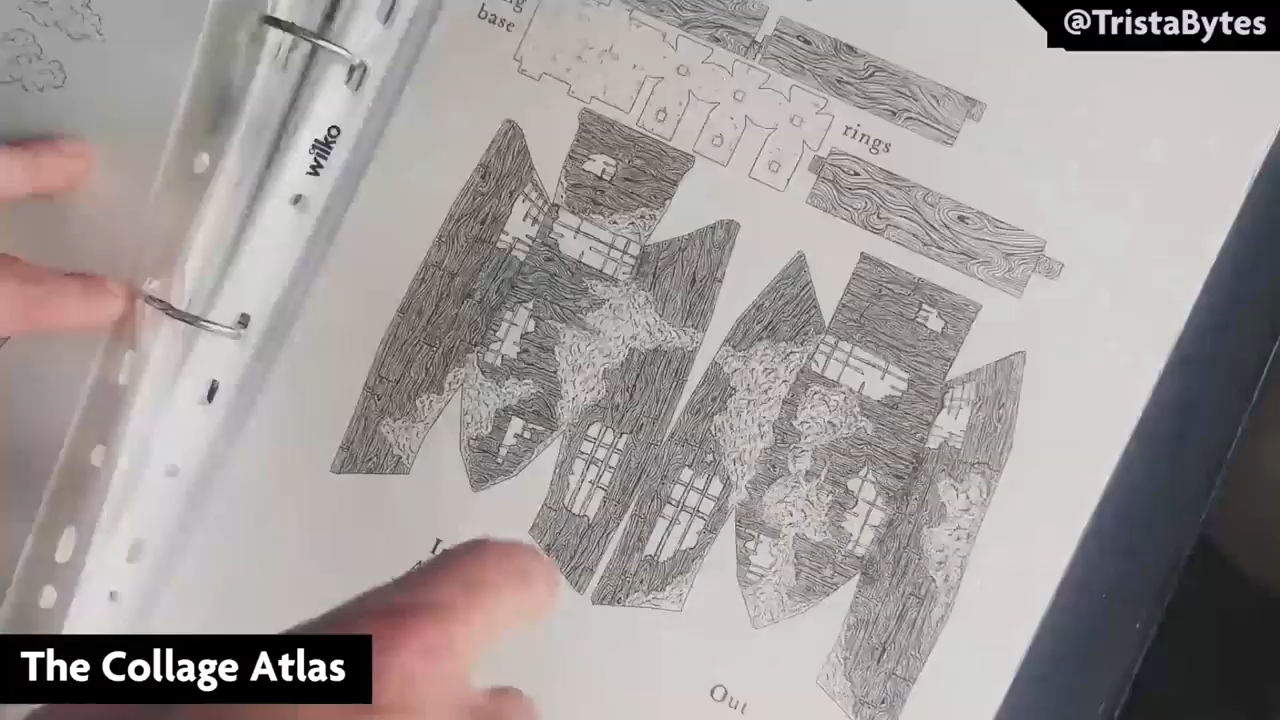 @TristaBytes
base
rings
wilko
Out
The Collage Atlas